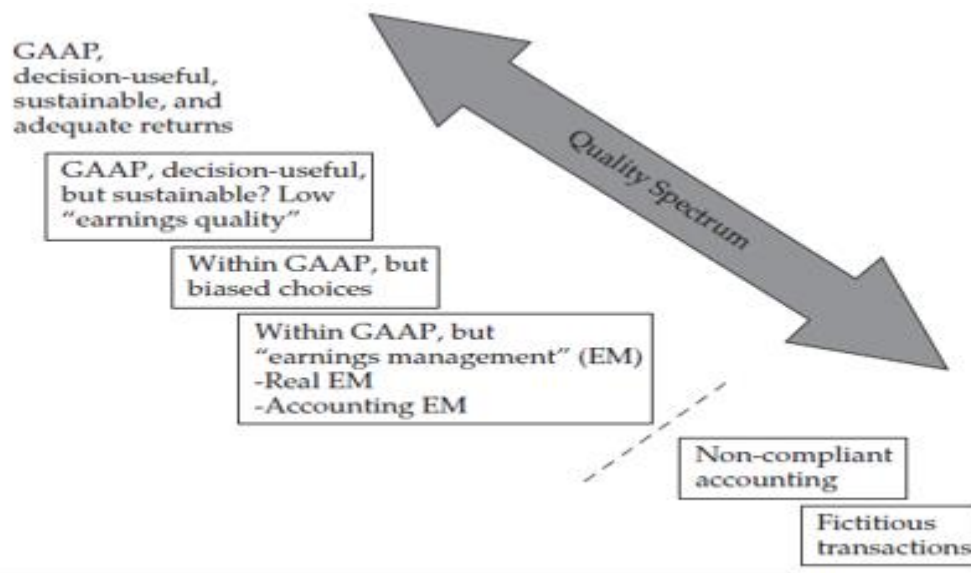 GAAP,
decision-useful,
sustainable, and
adequate returns
Quality Spectrum
GAAP, decision-useful,
but sustainable? Low
“earnings quality”
Within GAAP, but
biased choices
Within GAAP, but
“earnings management” (EM)
-Real EM
-Accounting EM
Non-compliant
accounting
Fictitious
transactions